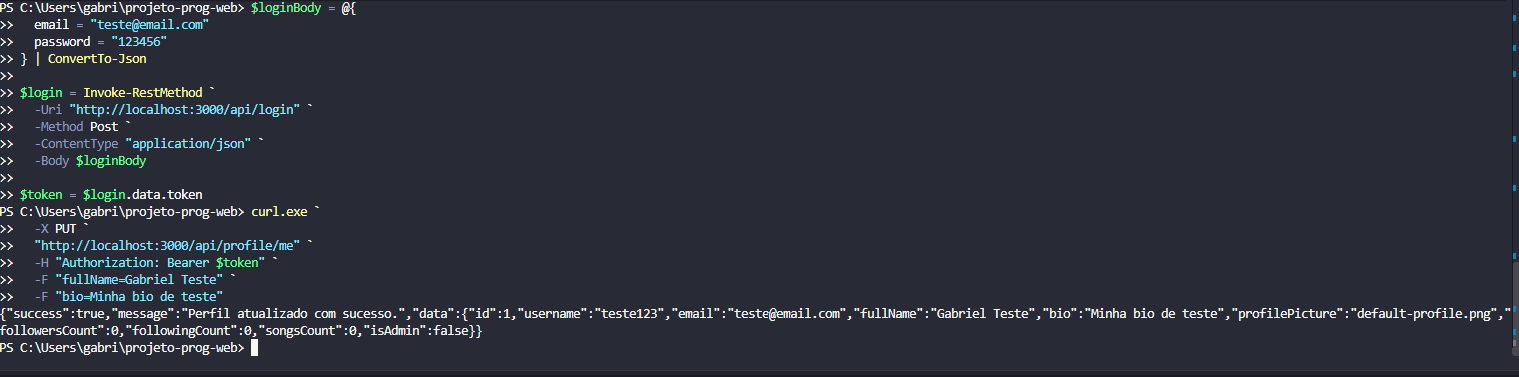 PS C:\Users\gabri\projeto-prog-web> $loginBody = @{
>>   email = "teste@email.com"
>>   password = "123456"
>> } | ConvertTo-Json
>>
>> $login = Invoke-RestMethod `
>>   -Uri "http://localhost:3000/api/login" `
>>   -Method Post `
>>   -ContentType "application/json" `
>>   -Body $loginBody
>>
>> $token = $login.data.token
PS C:\Users\gabri\projeto-prog-web> curl.exe `
>>   -X PUT `
>>   "http://localhost:3000/api/profile/me" `
>>   -H "Authorization: Bearer $token" `
>>   -F "fullName=Gabriel Teste" `
>>   -F "bio=Minha bio de teste"
{"success":true,"message":"Perfil atualizado com sucesso.","data":{"id":1,"username":"teste123","email":"teste@email.com","fullName":"Gabriel Teste","bio":"Minha bio de teste","profilePicture":"default-profile.png","
followersCount":0,"followingCount":0,"songsCount":0,"isAdmin":false}}
PS C:\Users\gabri\projeto-prog-web>